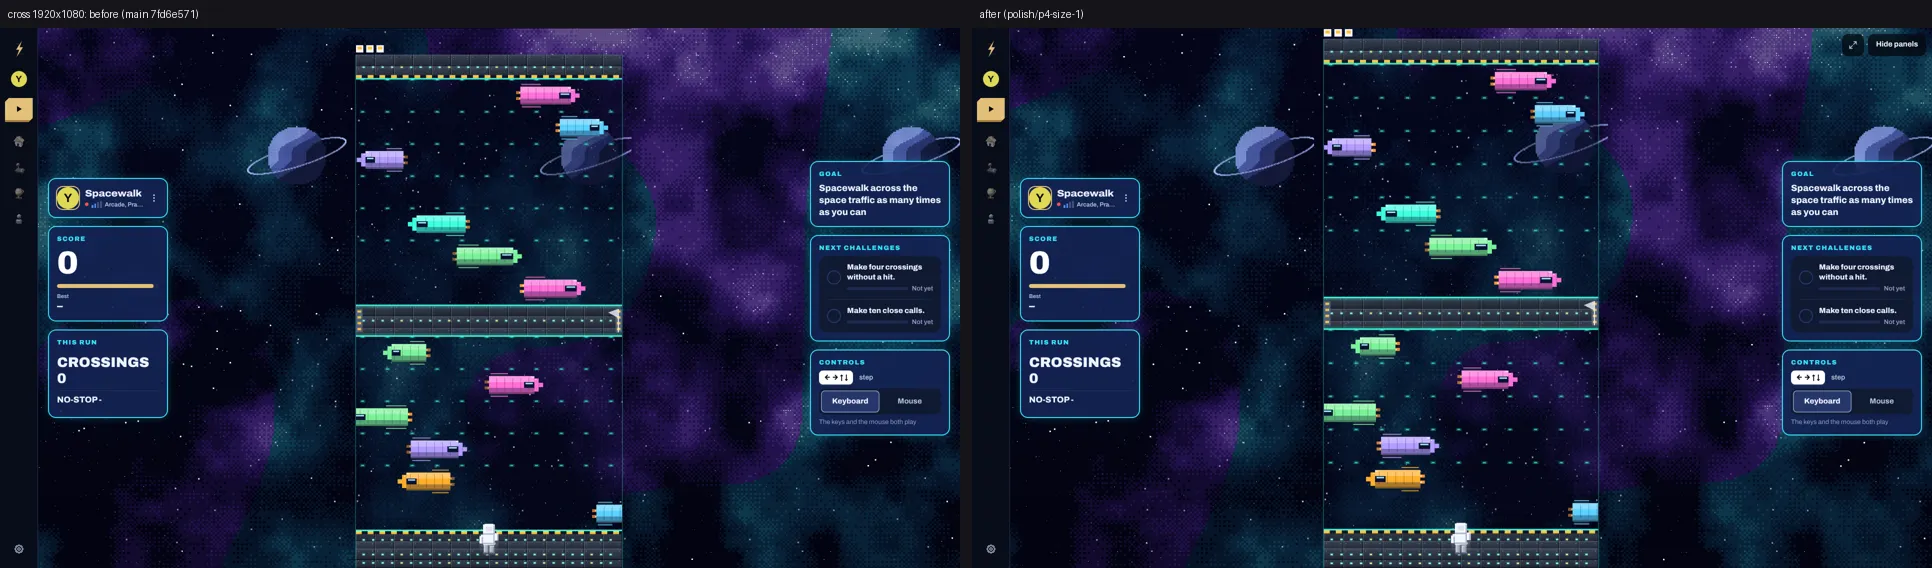 cross 1920x1080: before (main 7fd6e571)
Y
Y
Spacewalk
Arcade, Pra...
SCORE
0
Best
–
THIS RUN
CROSSINGS
0
NO-STOP -
GOAL
Spacewalk across the
space traffic as many times
as you can
NEXT CHALLENGES
Make four crossings
without a hit.
Not yet
Make ten close calls.
Not yet
CONTROLS
←→↑↓ step
Keyboard Mouse
The keys and the mouse both play
after (polish/p4-size-1)
Hide panels
Y
Y
Spacewalk
Arcade, Pra...
SCORE
0
Best
–
THIS RUN
CROSSINGS
0
NO-STOP -
GOAL
Spacewalk across the
space traffic as many times
as you can
NEXT CHALLENGES
Make four crossings
without a hit.
Not yet
Make ten close calls.
Not yet
CONTROLS
←→↑↓ step
Keyboard Mouse
The keys and the mouse both play